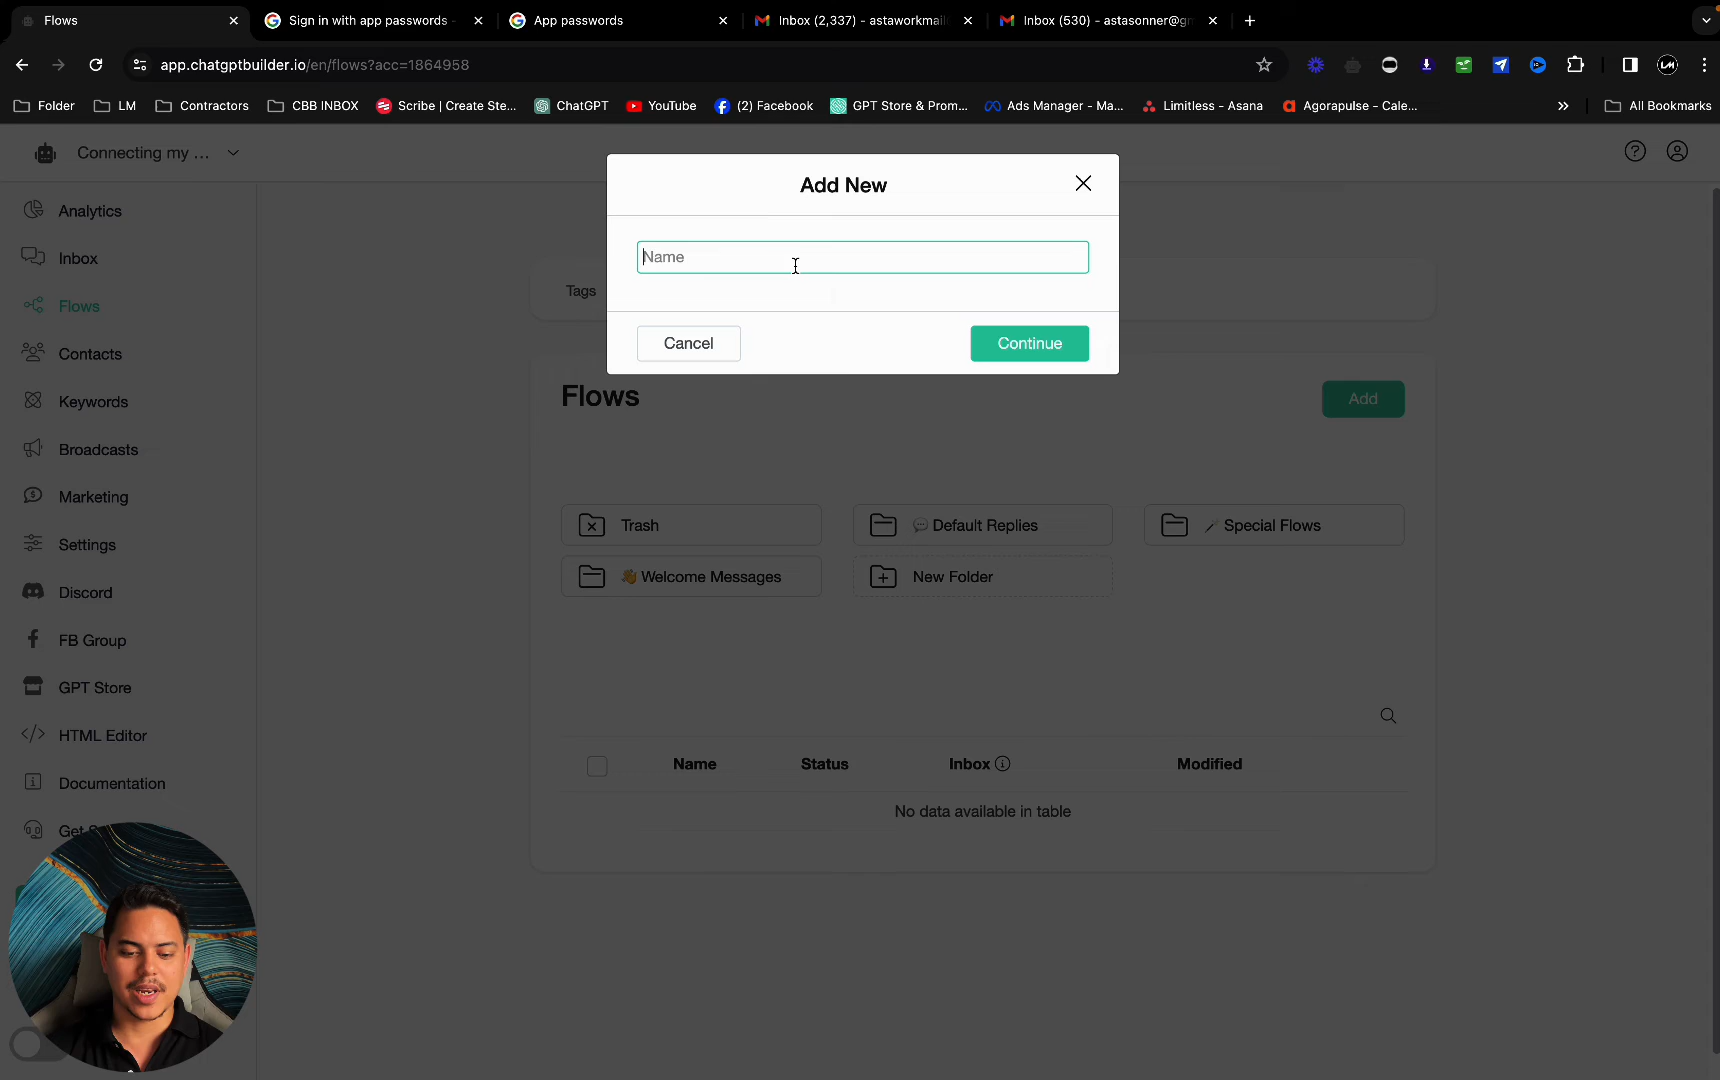 Flows
Sign in with app passwords -
App passwords
Inbox (2,337) - astaworkmail
Inbox (530) - astasonner@gm
app.chatgptbuilder.io/en/flows?acc=1864958
Folder
LM
Contractors
CBB INBOX
Scribe | Create Ste...
ChatGPT
YouTube
(2) Facebook
GPT Store & Prom...
Ads Manager - Ma...
Limitless - Asana
Agorapulse - Cale...
All Bookmarks
Connecting my ...
Analytics
Inbox
Flows
Contacts
Keywords
Broadcasts
Marketing
Settings
Discord
FB Group
GPT Store
HTML Editor
Documentation
Get
Add New
Name
Cancel
Continue
Tags
Flows
Add
Trash
Default Replies
Special Flows
Welcome Messages
New Folder
Name
Status
Inbox
Modified
No data available in table